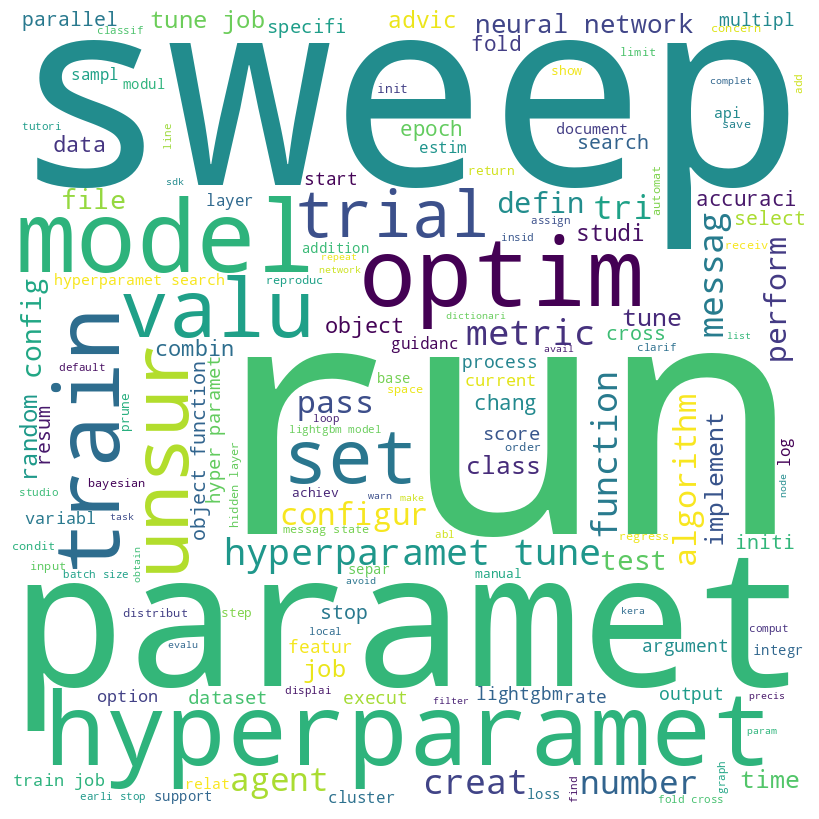 parallel
tune job
specifi
advic
neural network
multipl
classif
fold
concern
limit
sweep
sampl
modul
init
show
complet
add
api
save
tutori
line
data
epoch
estim
document
search
sdk
start
return
automat
file
layer
trial
defin
tri
accuraci
select
model
addition
assign
insid
studi
messag
receiv
repeat
network
optim
hyperparamet search
reproduc
random config
valu
dictionari
object
guidanc
metric
tune
cross
list
perform
train
resum
default
unsur
combin
avail
clarif
process
base
current
space
run
prune
object function
hyper paramet
pass
loop
chang
lightgbm model
score
order
function
algorithm
implement
log
bayesian
set
class
studio
achiev
warn
make
node
variabl
task
hidden layer
configur
messag state
abl
regress
condit
obtain
hyperparamet tune
test
initi
input
batch size
separ
avoid
manual
paramet
distribut
step
stop
kera
comput
local
evalu
featur
argument
integr
displai
job
option
dataset
execut
filter
lightgbm
rate
output
precis
hyperparamet
param
train job
relat
agent
creat
number
time
earli stop
support
cluster
loss
find
fold cross
graph